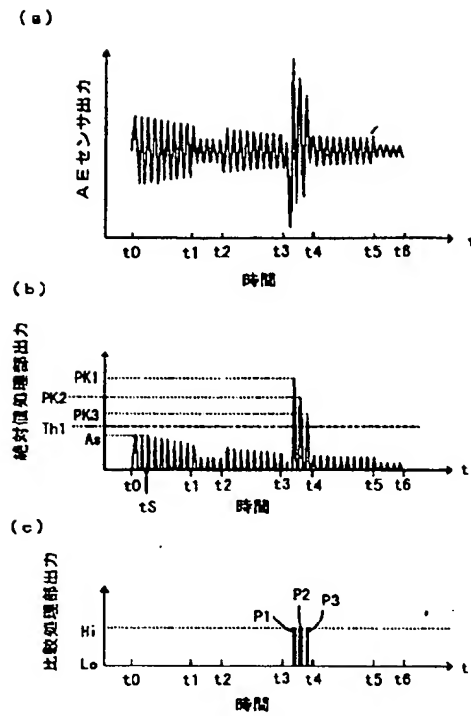 (a)
AEセンサ出力
t
t0 t1 t2 t3 t4 t5 t6
時間
(b)
絶対値処理部出力
PK1
PK2
PK3
Th1
As
t
t0 t1 t2 t3 t4 t5 t6
tS
時間
(c)
比較処理部出力
P1 P2 P3
Hi
Lo
t
t0 t1 t2 t3 t4 t5 t6
時間